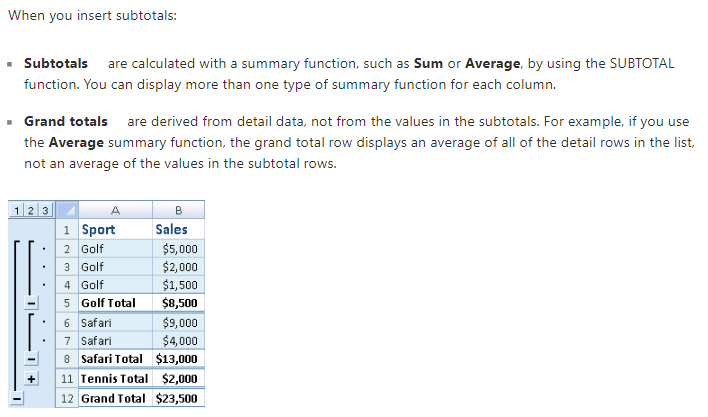 When you insert subtotals:
▪ Subtotals are calculated with a summary function, such as Sum or Average, by using the SUBTOTAL
function. You can display more than one type of summary function for each column.
▪ Grand totals are derived from detail data, not from the values in the subtotals. For example, if you use
the Average summary function, the grand total row displays an average of all of the detail rows in the list,
not an average of the values in the subtotal rows.
1 2 3 A B
1 Sport Sales
2 Golf $5,000
3 Golf $2,000
4 Golf $1,500
5 Golf Total $8,500
6 Safari $9,000
7 Safari $4,000
8 Safari Total $13,000
11 Tennis Total $2,000
12 Grand Total $23,500